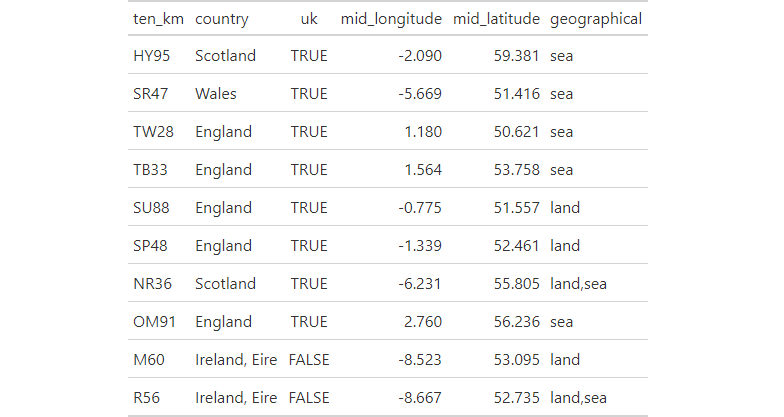 ten_km country uk mid_longitude mid_latitude geographical
HY95 Scotland TRUE -2.090 59.381 sea
SR47 Wales TRUE -5.669 51.416 sea
TW28 England TRUE 1.180 50.621 sea
TB33 England TRUE 1.564 53.758 sea
SU88 England TRUE -0.775 51.557 land
SP48 England TRUE -1.339 52.461 land
NR36 Scotland TRUE -6.231 55.805 land,sea
OM91 England TRUE 2.760 56.236 sea
M60 Ireland, Eire FALSE -8.523 53.095 land
R56 Ireland, Eire FALSE -8.667 52.735 land,sea